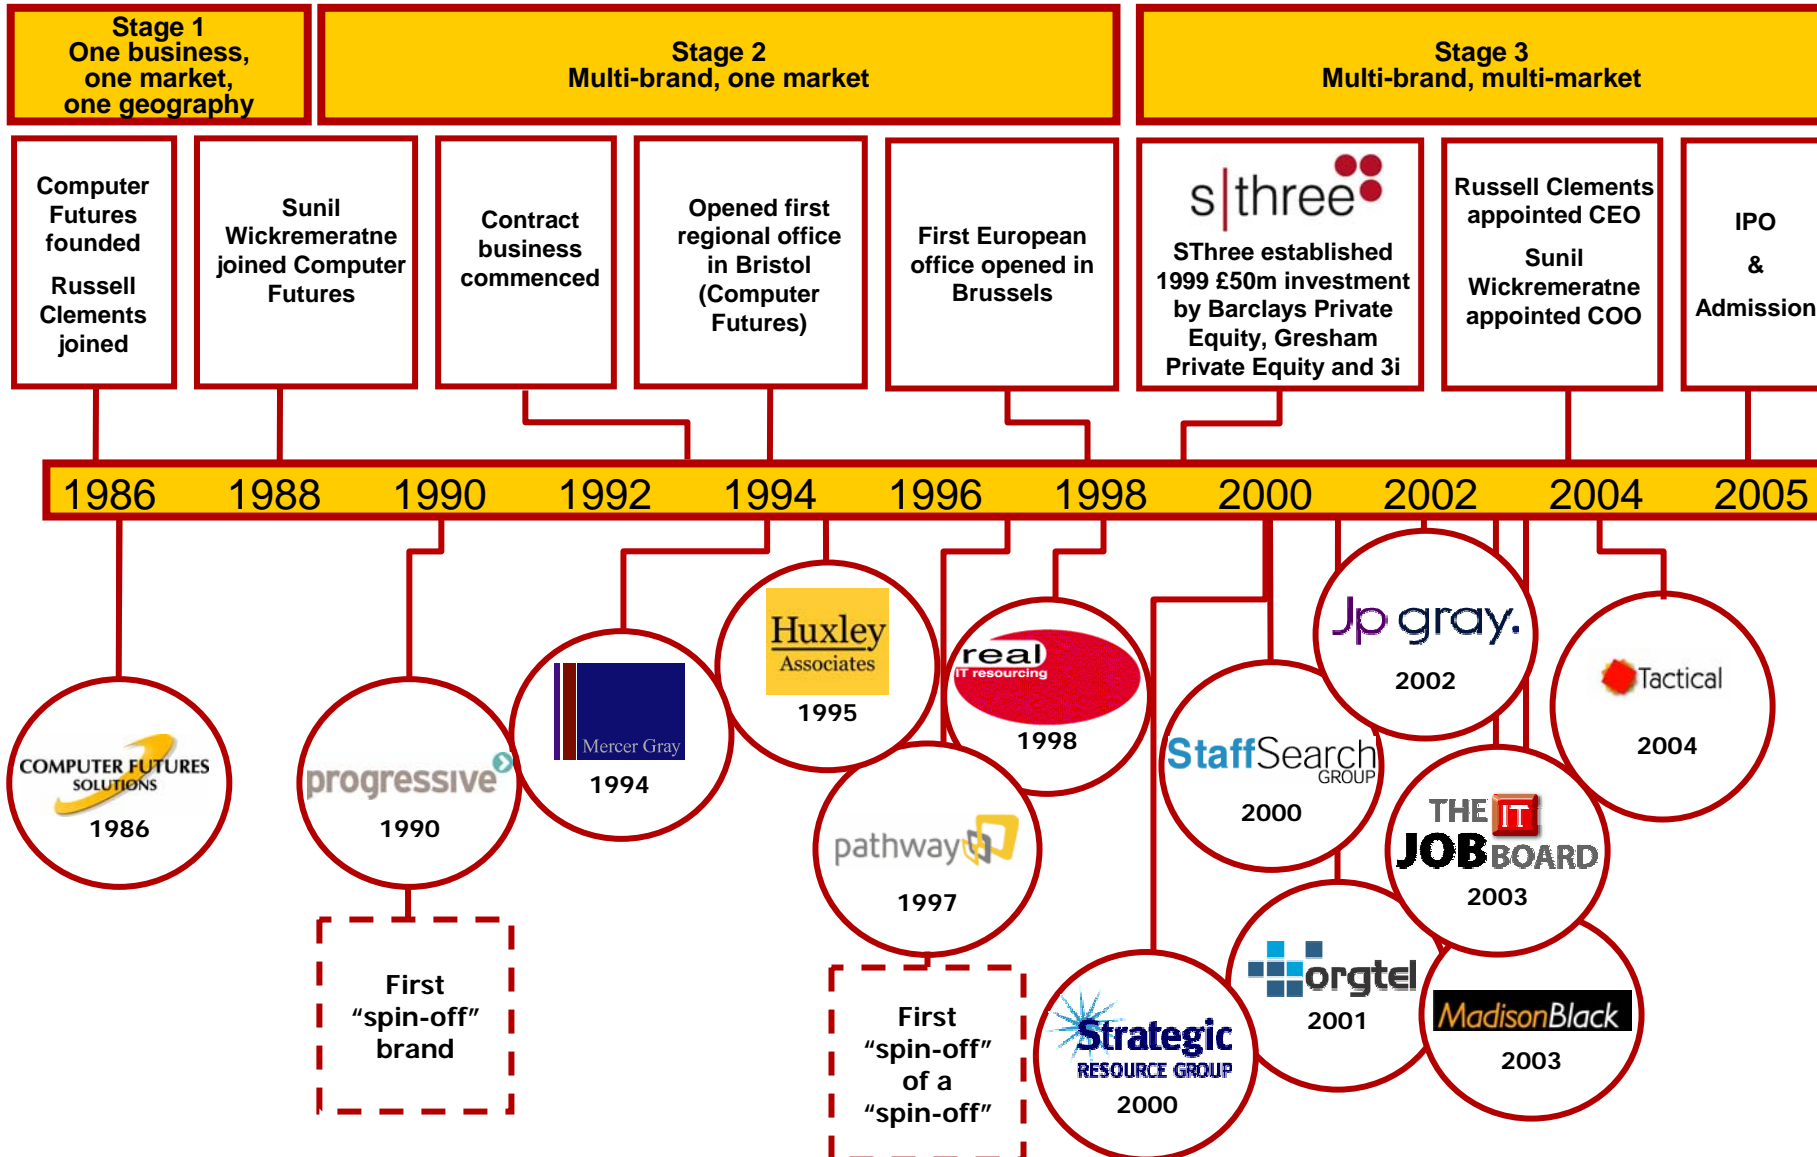 Stage 1
One business,
one market,
one geography
Stage 2
Multi-brand, one market
Stage 3
Multi-brand, multi-market
Computer
Futures
founded
Russell
Clements
joined
Sunil
Wickremeratne
joined Computer
Futures
Contract
business
commenced
Opened first
regional office
in Bristol
(Computer
Futures)
First European
office opened in
Brussels
s|three
SThree established
1999 £50m investment
by Barclays Private
Equity, Gresham
Private Equity and 3i
Russell Clements
appointed CEO
Sunil
Wickremeratne
appointed COO
IPO
&
Admission
1986 1988 1990 1992 1994 1996 1998 2000 2002 2004 2005
COMPUTER FUTURES
SOLUTIONS
1986
progressive
1990
Mercer Gray
1994
Huxley
Associates
1995
pathway
1997
real
IT resourcing
1998
Strategic
RESOURCE GROUP
2000
StaffSearch
GROUP
2000
orgtel
2001
Jp gray.
2002
THE IT
JOB BOARD
2003
MadisonBlack
2003
Tactical
2004
First
“spin-off”
brand
First
“spin-off”
of a
“spin-off”